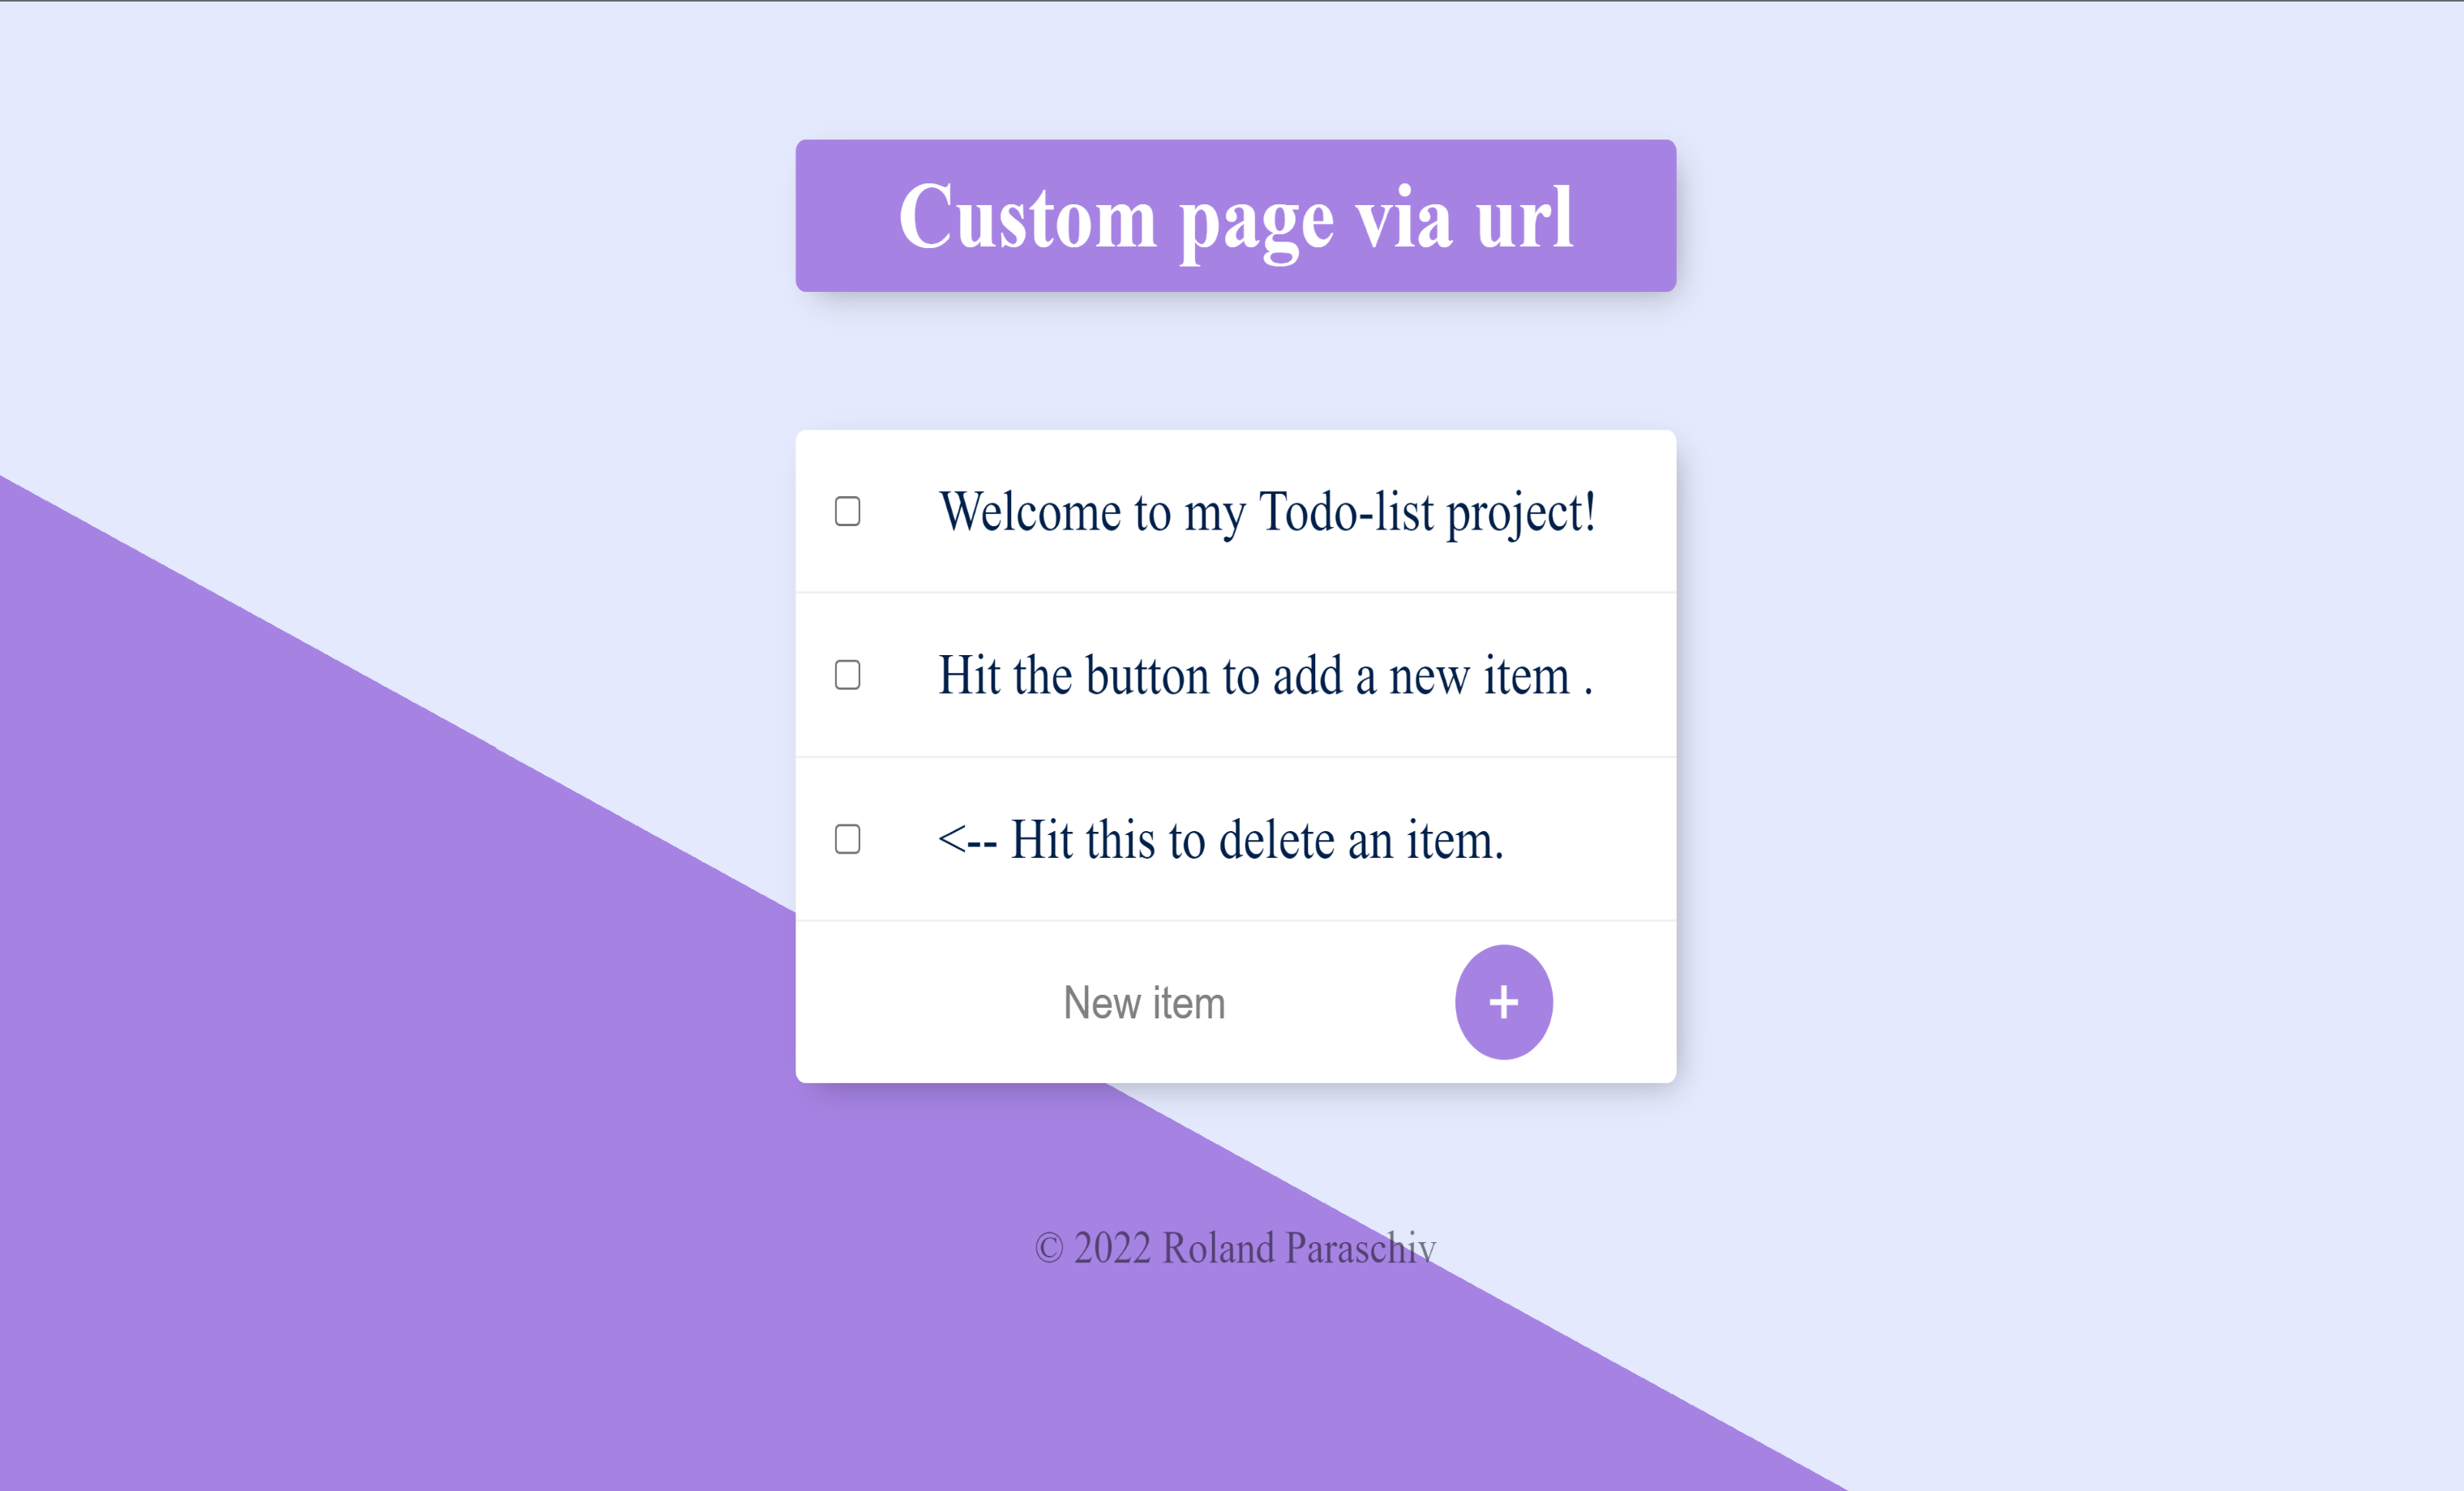 Custom page via url
Welcome to my Todo-list project!
Hit the button to add a new item .
<-- Hit this to delete an item.
New item
+
© 2022 Roland Paraschiv